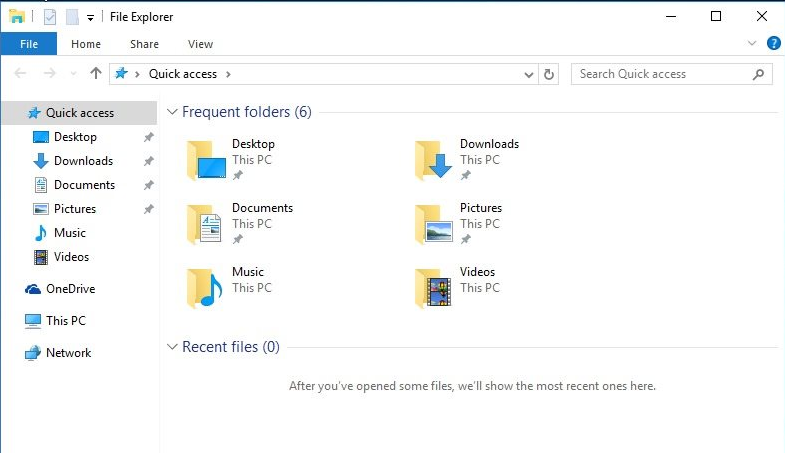 File Explorer
File Home Share View
Quick access
Search Quick access
Quick access
Desktop
Downloads
Documents
Pictures
Music
Videos
OneDrive
This PC
Network
Frequent folders (6)
Desktop
This PC
Downloads
This PC
Documents
This PC
Pictures
This PC
Music
This PC
Videos
This PC
Recent files (0)
After you've opened some files, we'll show the most recent ones here.